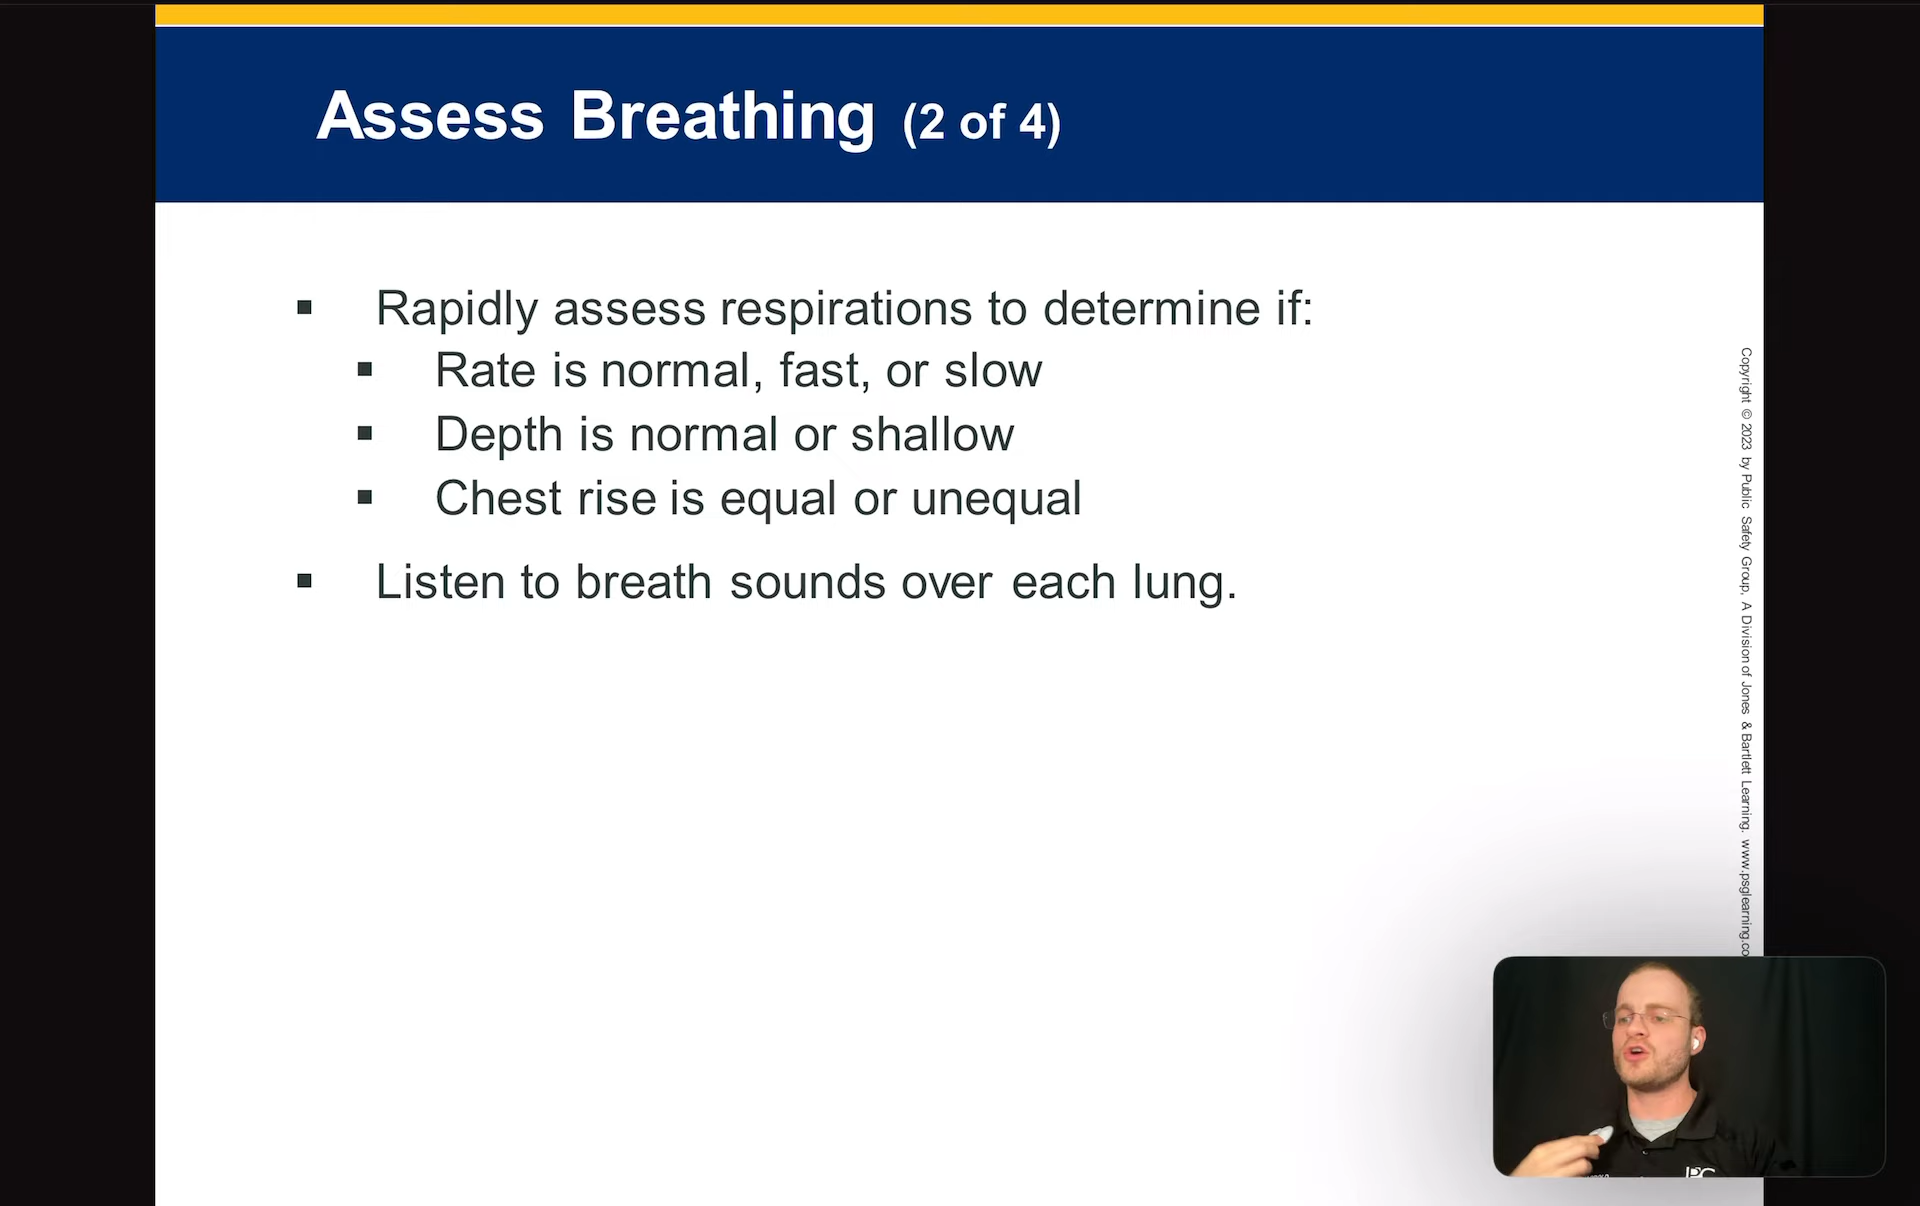 Assess Breathing (2 of 4)
▪ Rapidly assess respirations to determine if:
▪ Rate is normal, fast, or slow
▪ Depth is normal or shallow
▪ Chest rise is equal or unequal
▪ Listen to breath sounds over each lung.
Copyright © 2023 by Public Safety Group, A Division of Jones & Bartlett Learning. www.psglearning.co